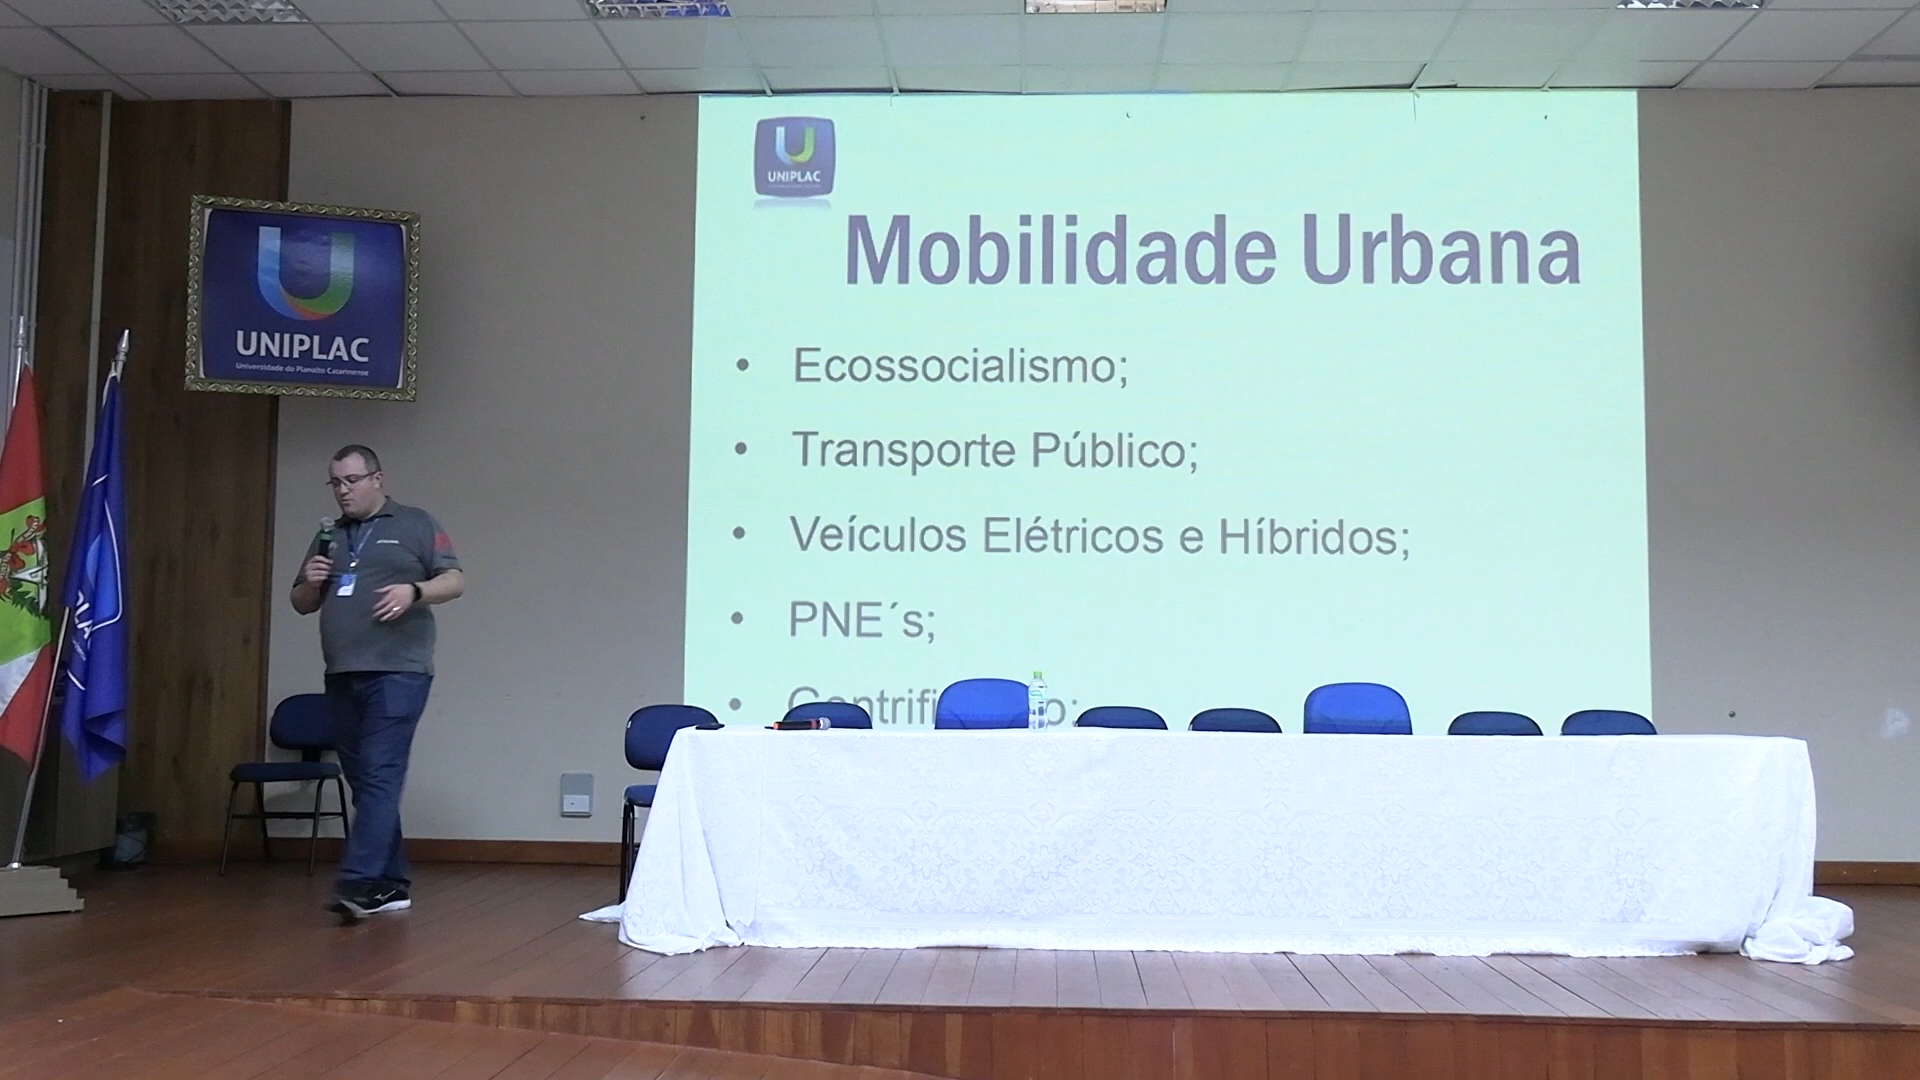 UNIPLAC
Mobilidade Urbana
• Ecossocialismo;
• Transporte Público;
• Veículos Elétricos e Híbridos;
• PNE´s;
UNIPLAC
Universidade do Planalto Catarinense